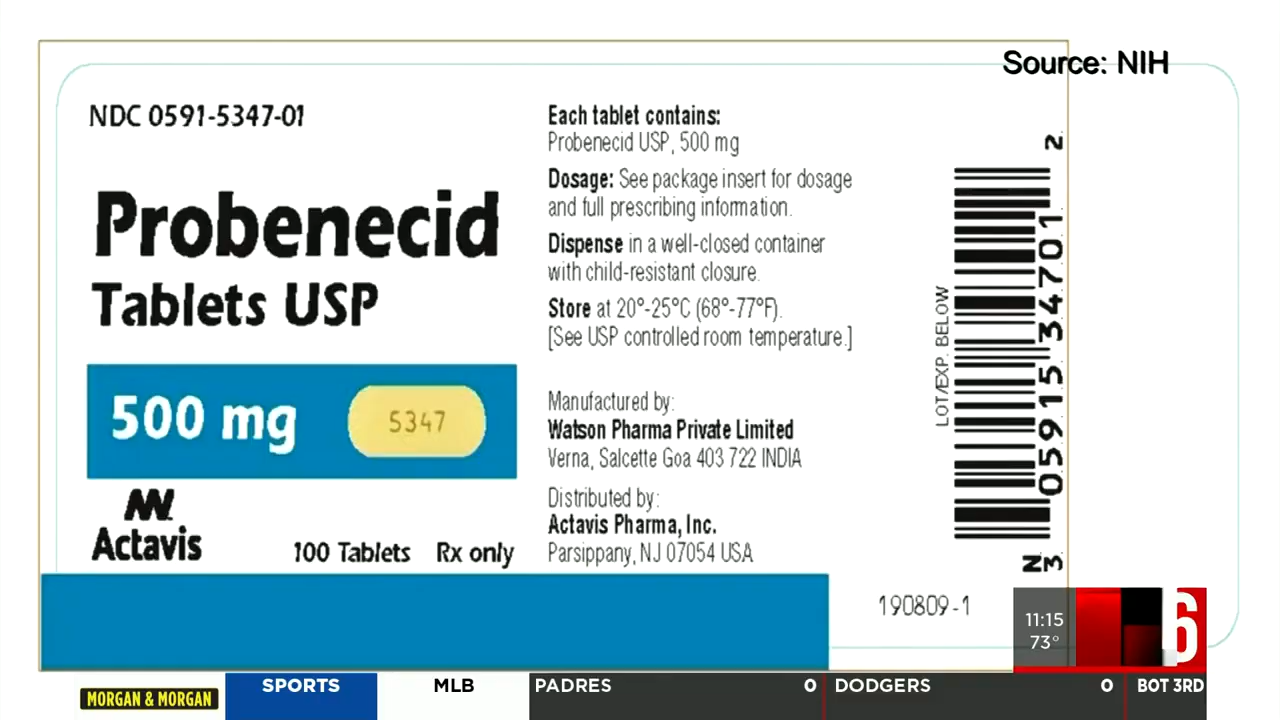 Source: NIH
NDC 0591-5347-01
Probenecid
Tablets USP
500 mg
5347
Actavis
100 Tablets Rx only
Each tablet contains:
Probenecid USP, 500 mg
Dosage: See package insert for dosage
and full prescribing information.
Dispense in a well-closed container
with child-resistant closure.
Store at 20°-25°C (68°-77°F).
[See USP controlled room temperature.]
Manufactured by:
Watson Pharma Private Limited
Verna, Salcette Goa 403 722 INDIA
Distributed by:
Actavis Pharma, Inc.
Parsippany, NJ 07054 USA
LOT/EXP. BELOW
N3 05915 34701 2
190809-1
11:15
73°
6
MORGAN & MORGAN
SPORTS
MLB
PADRES 0
DODGERS 0
BOT 3RD